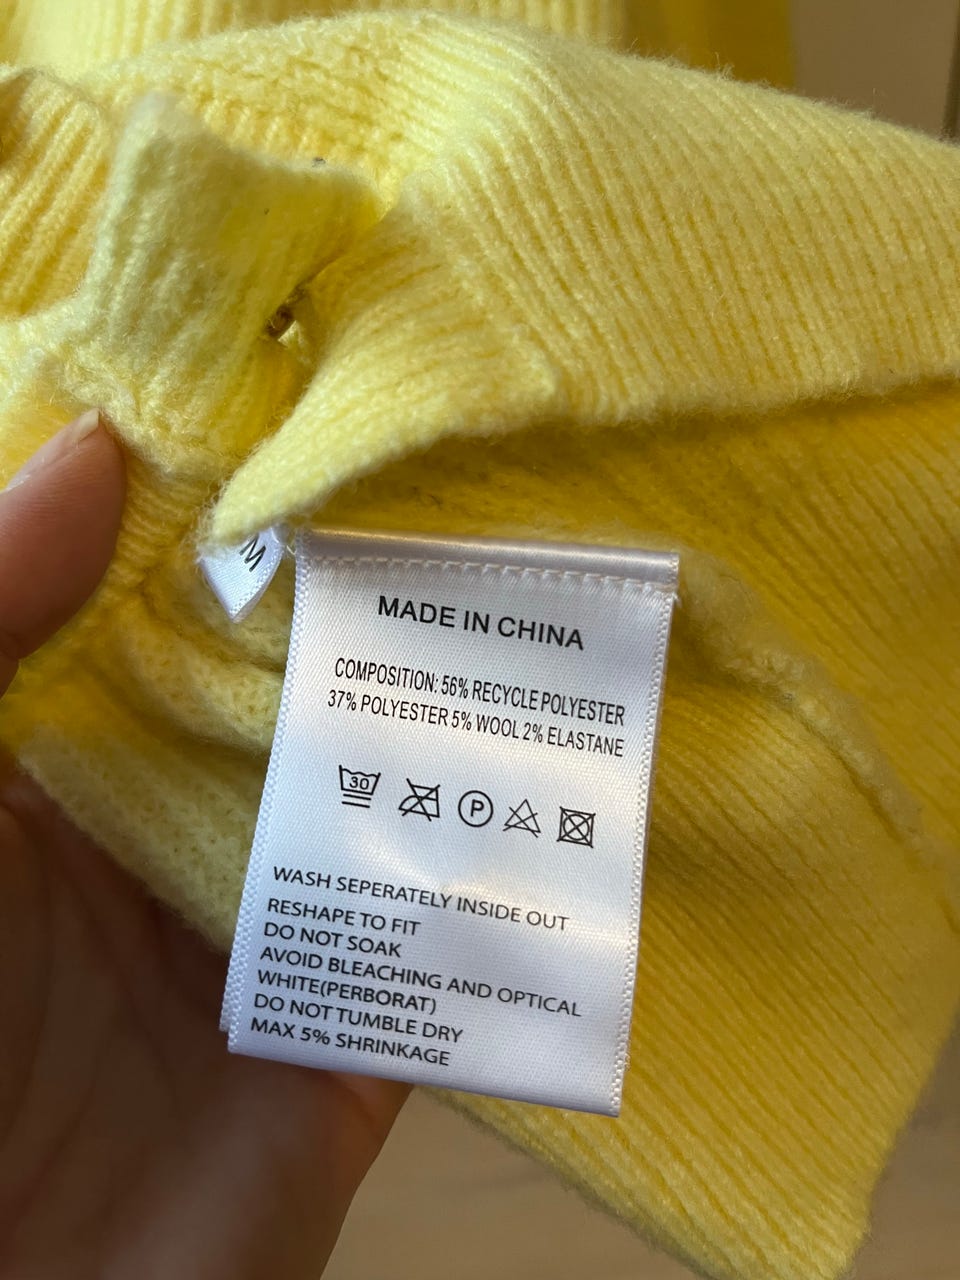 M
MADE IN CHINA
COMPOSITION: 56% RECYCLE POLYESTER
37% POLYESTER 5% WOOL 2% ELASTANE
30
P
WASH SEPERATELY INSIDE OUT
RESHAPE TO FIT
DO NOT SOAK
AVOID BLEACHING AND OPTICAL
WHITE(PERBORAT)
DO NOT TUMBLE DRY
MAX 5% SHRINKAGE